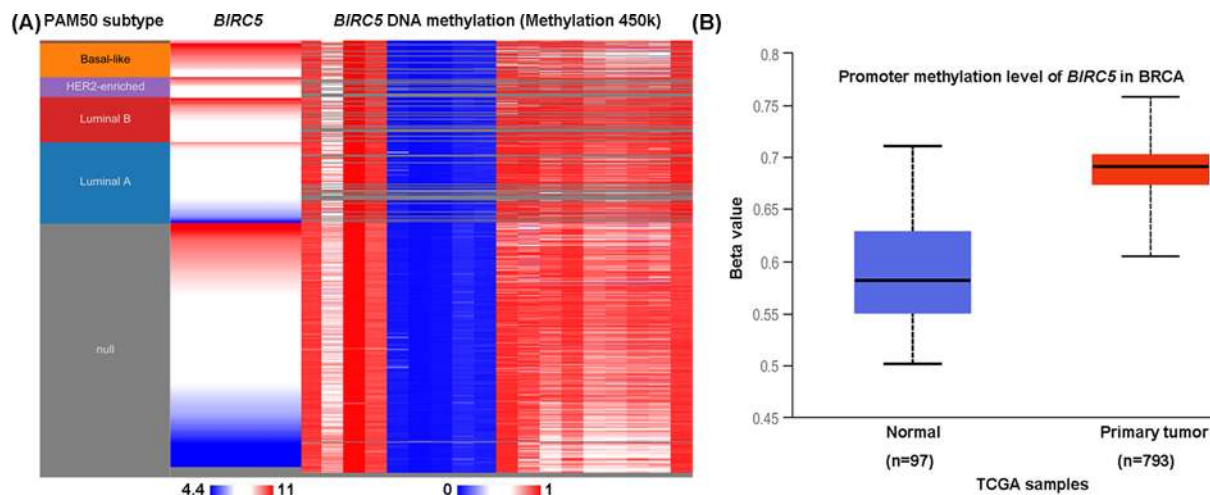 (A) PAM50 subtype BIRC5 BIRC5 DNA methylation (Methylation 450k)
Basal-like
HER2-enriched
Luminal B
Luminal A
null
4.4 11 0 1
(B)
Promoter methylation level of BIRC5 in BRCA
Beta value
0.8
0.75
0.7
0.65
0.6
0.55
0.5
0.45
Normal Primary tumor
(n=97) (n=793)
TCGA samples